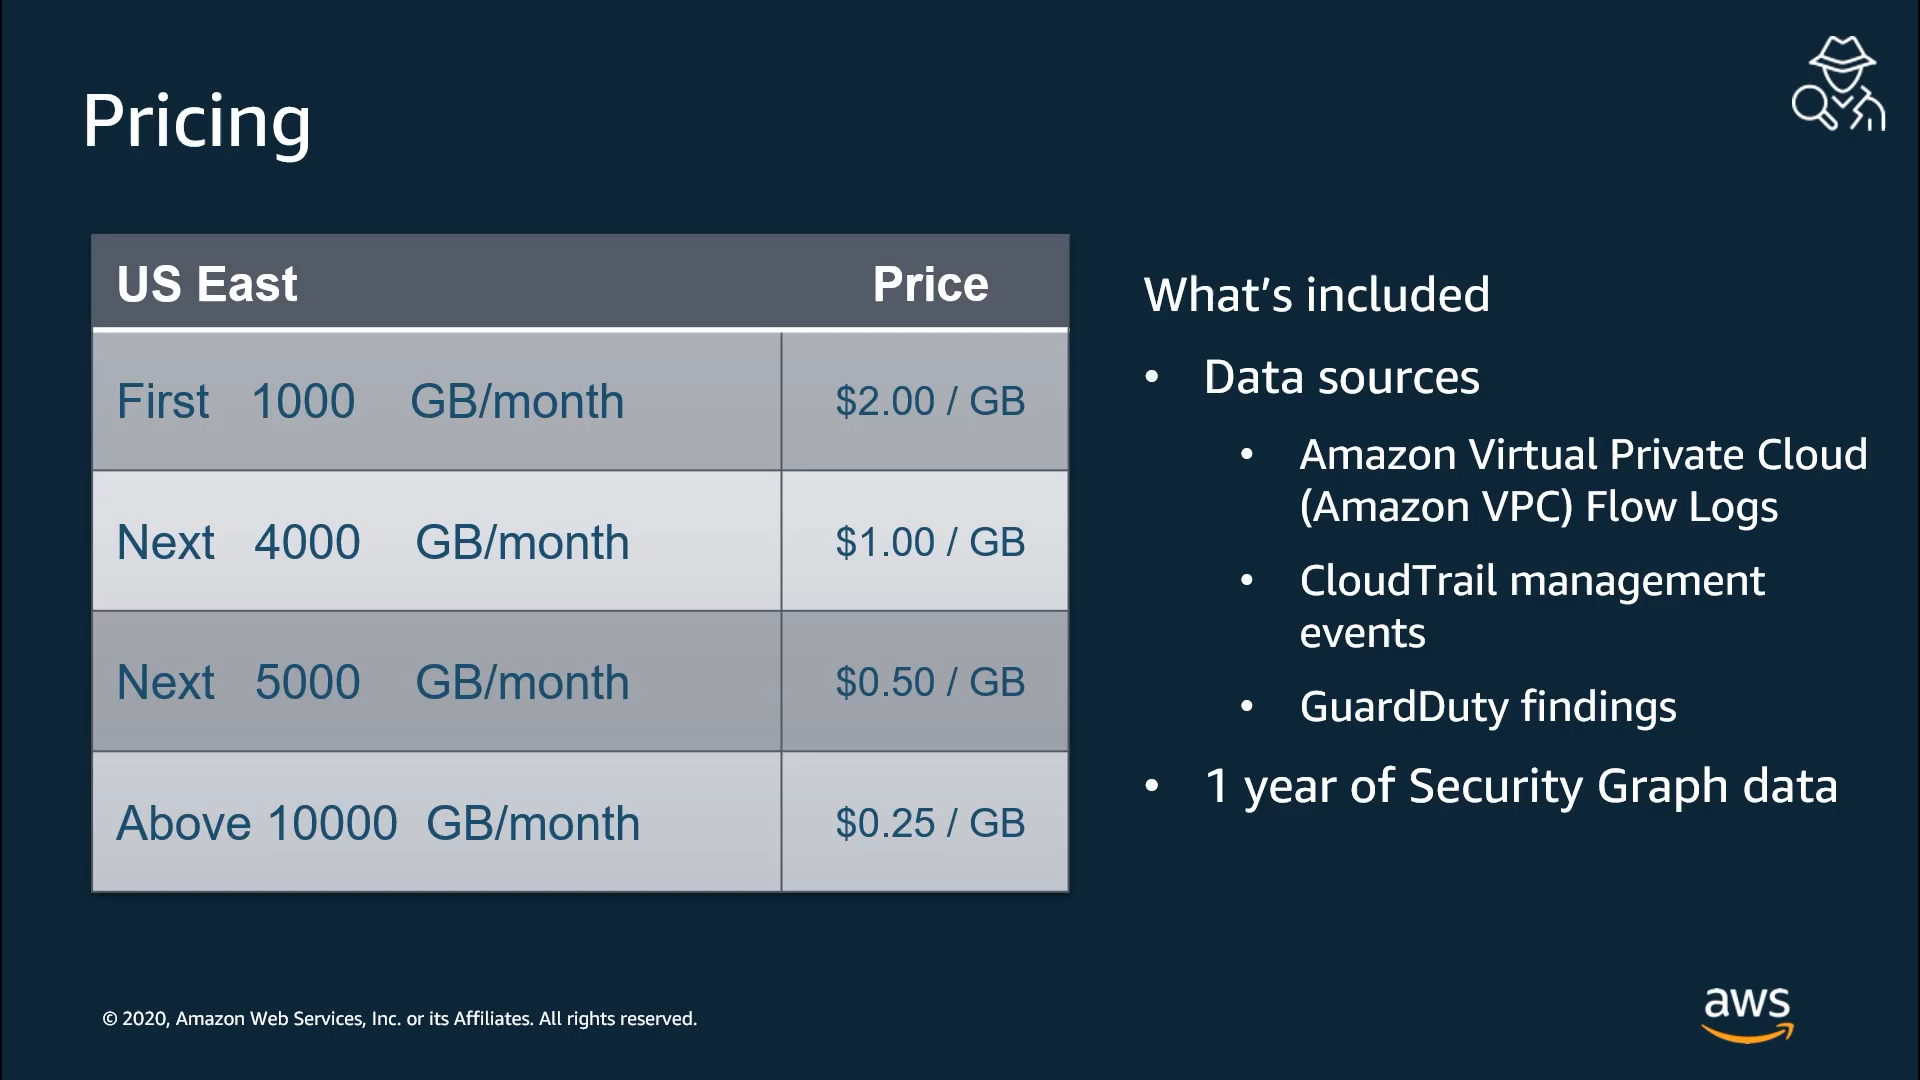 Pricing
US East Price
First 1000 GB/month $2.00 / GB
Next 4000 GB/month $1.00 / GB
Next 5000 GB/month $0.50 / GB
Above 10000 GB/month $0.25 / GB
What’s included
• Data sources
• Amazon Virtual Private Cloud
(Amazon VPC) Flow Logs
• CloudTrail management
events
• GuardDuty findings
• 1 year of Security Graph data
© 2020, Amazon Web Services, Inc. or its Affiliates. All rights reserved.
aws